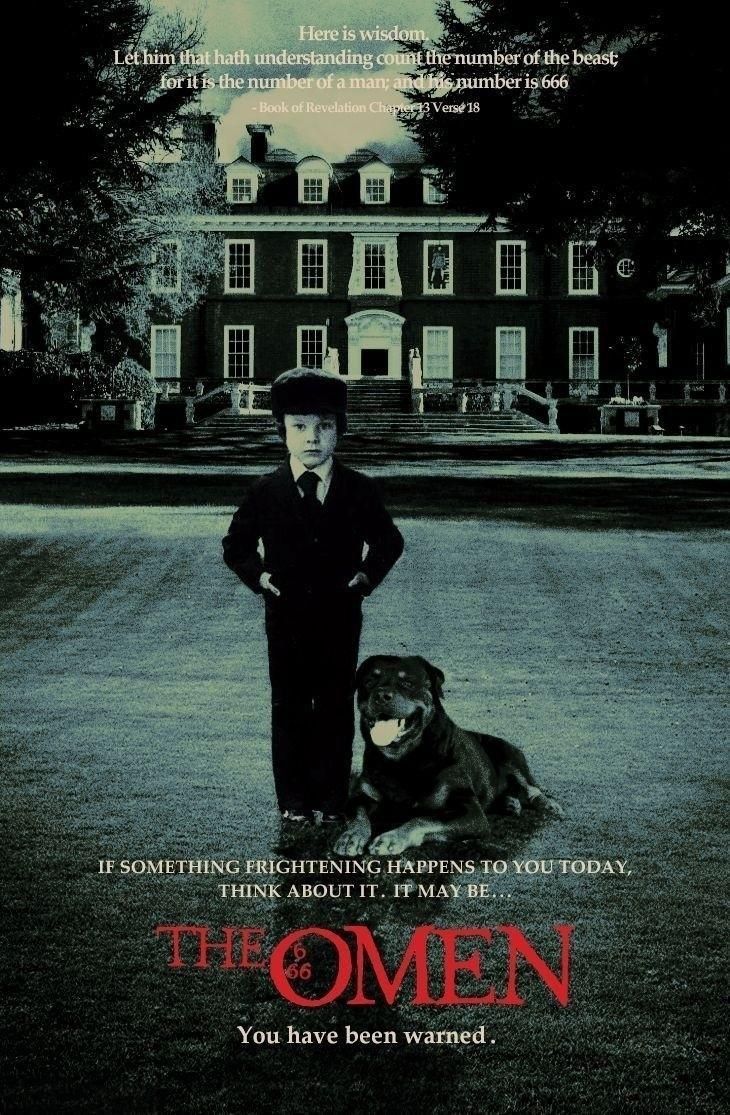 Here is wisdom.
Let him that hath understanding count the number of the beast;
for it is the number of a man; and his number is 666
- Book of Revelation Chapter 13 Verse 18
IF SOMETHING FRIGHTENING HAPPENS TO YOU TODAY,
THINK ABOUT IT. IT MAY BE...
THE OMEN
6
66
You have been warned.